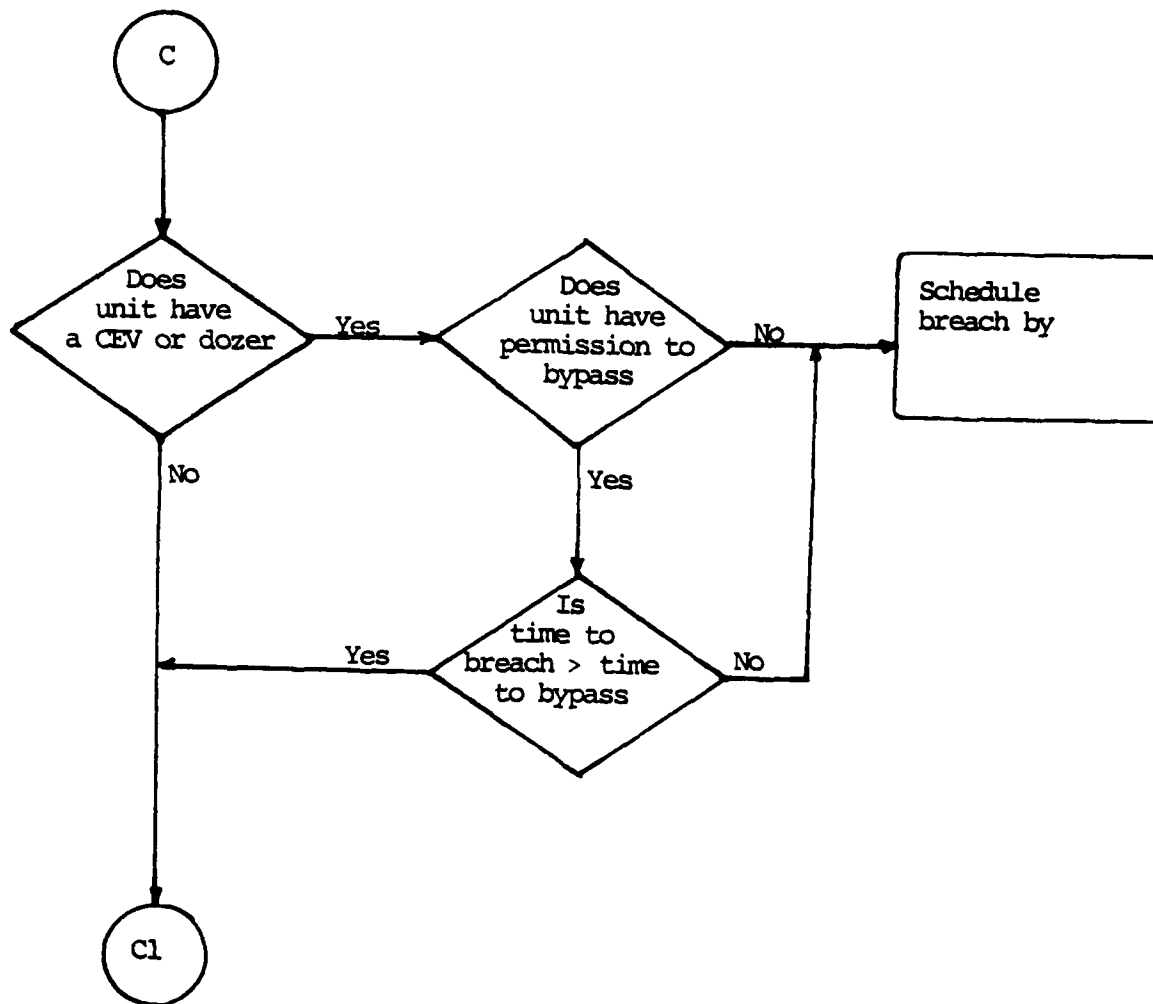 C
Does
unit have
a CEV or dozer
Yes
Does
unit have
permission to
bypass
No
Schedule
breach by
No
Yes
Is
time to
breach > time
to bypass
Yes
No
C1